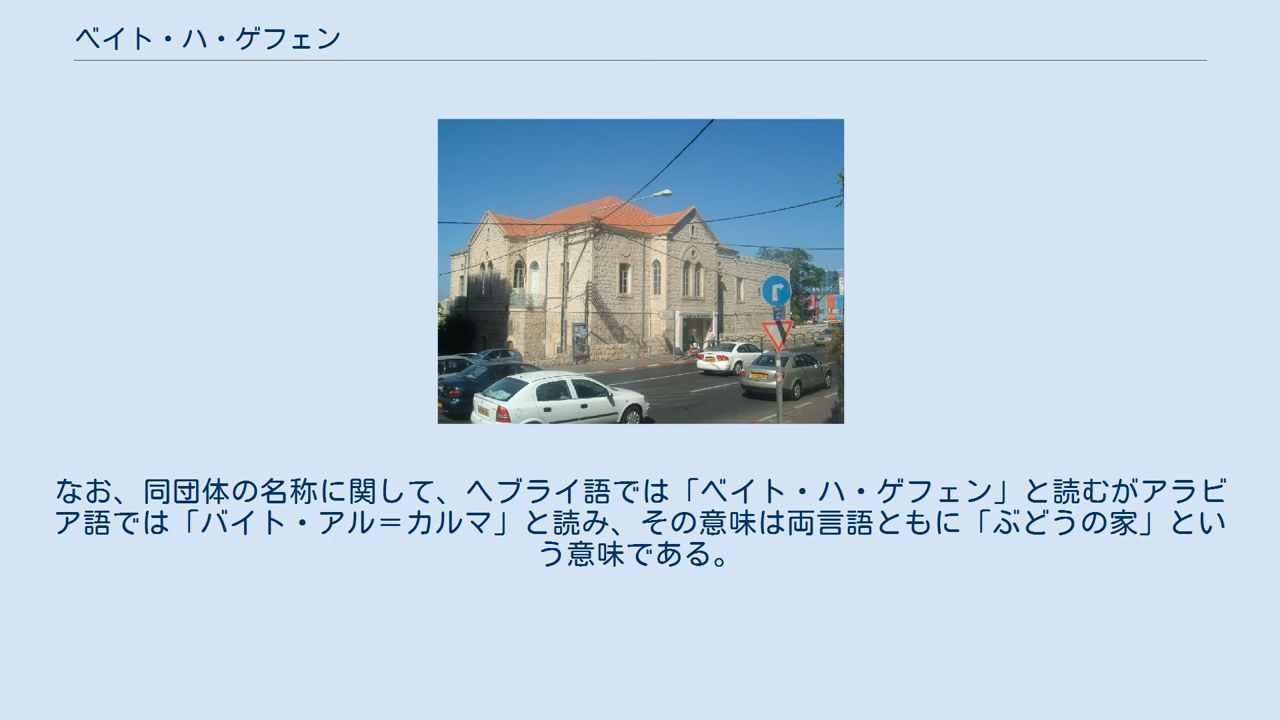 ベイト・ハ・ゲフェン
なお、同団体の名称に関して、ヘブライ語では「ベイト・ハ・ゲフェン」と読むがアラビ
ア語では「バイト・アル＝カルマ」と読み、その意味は両言語ともに「ぶどうの家」とい
う意味である。